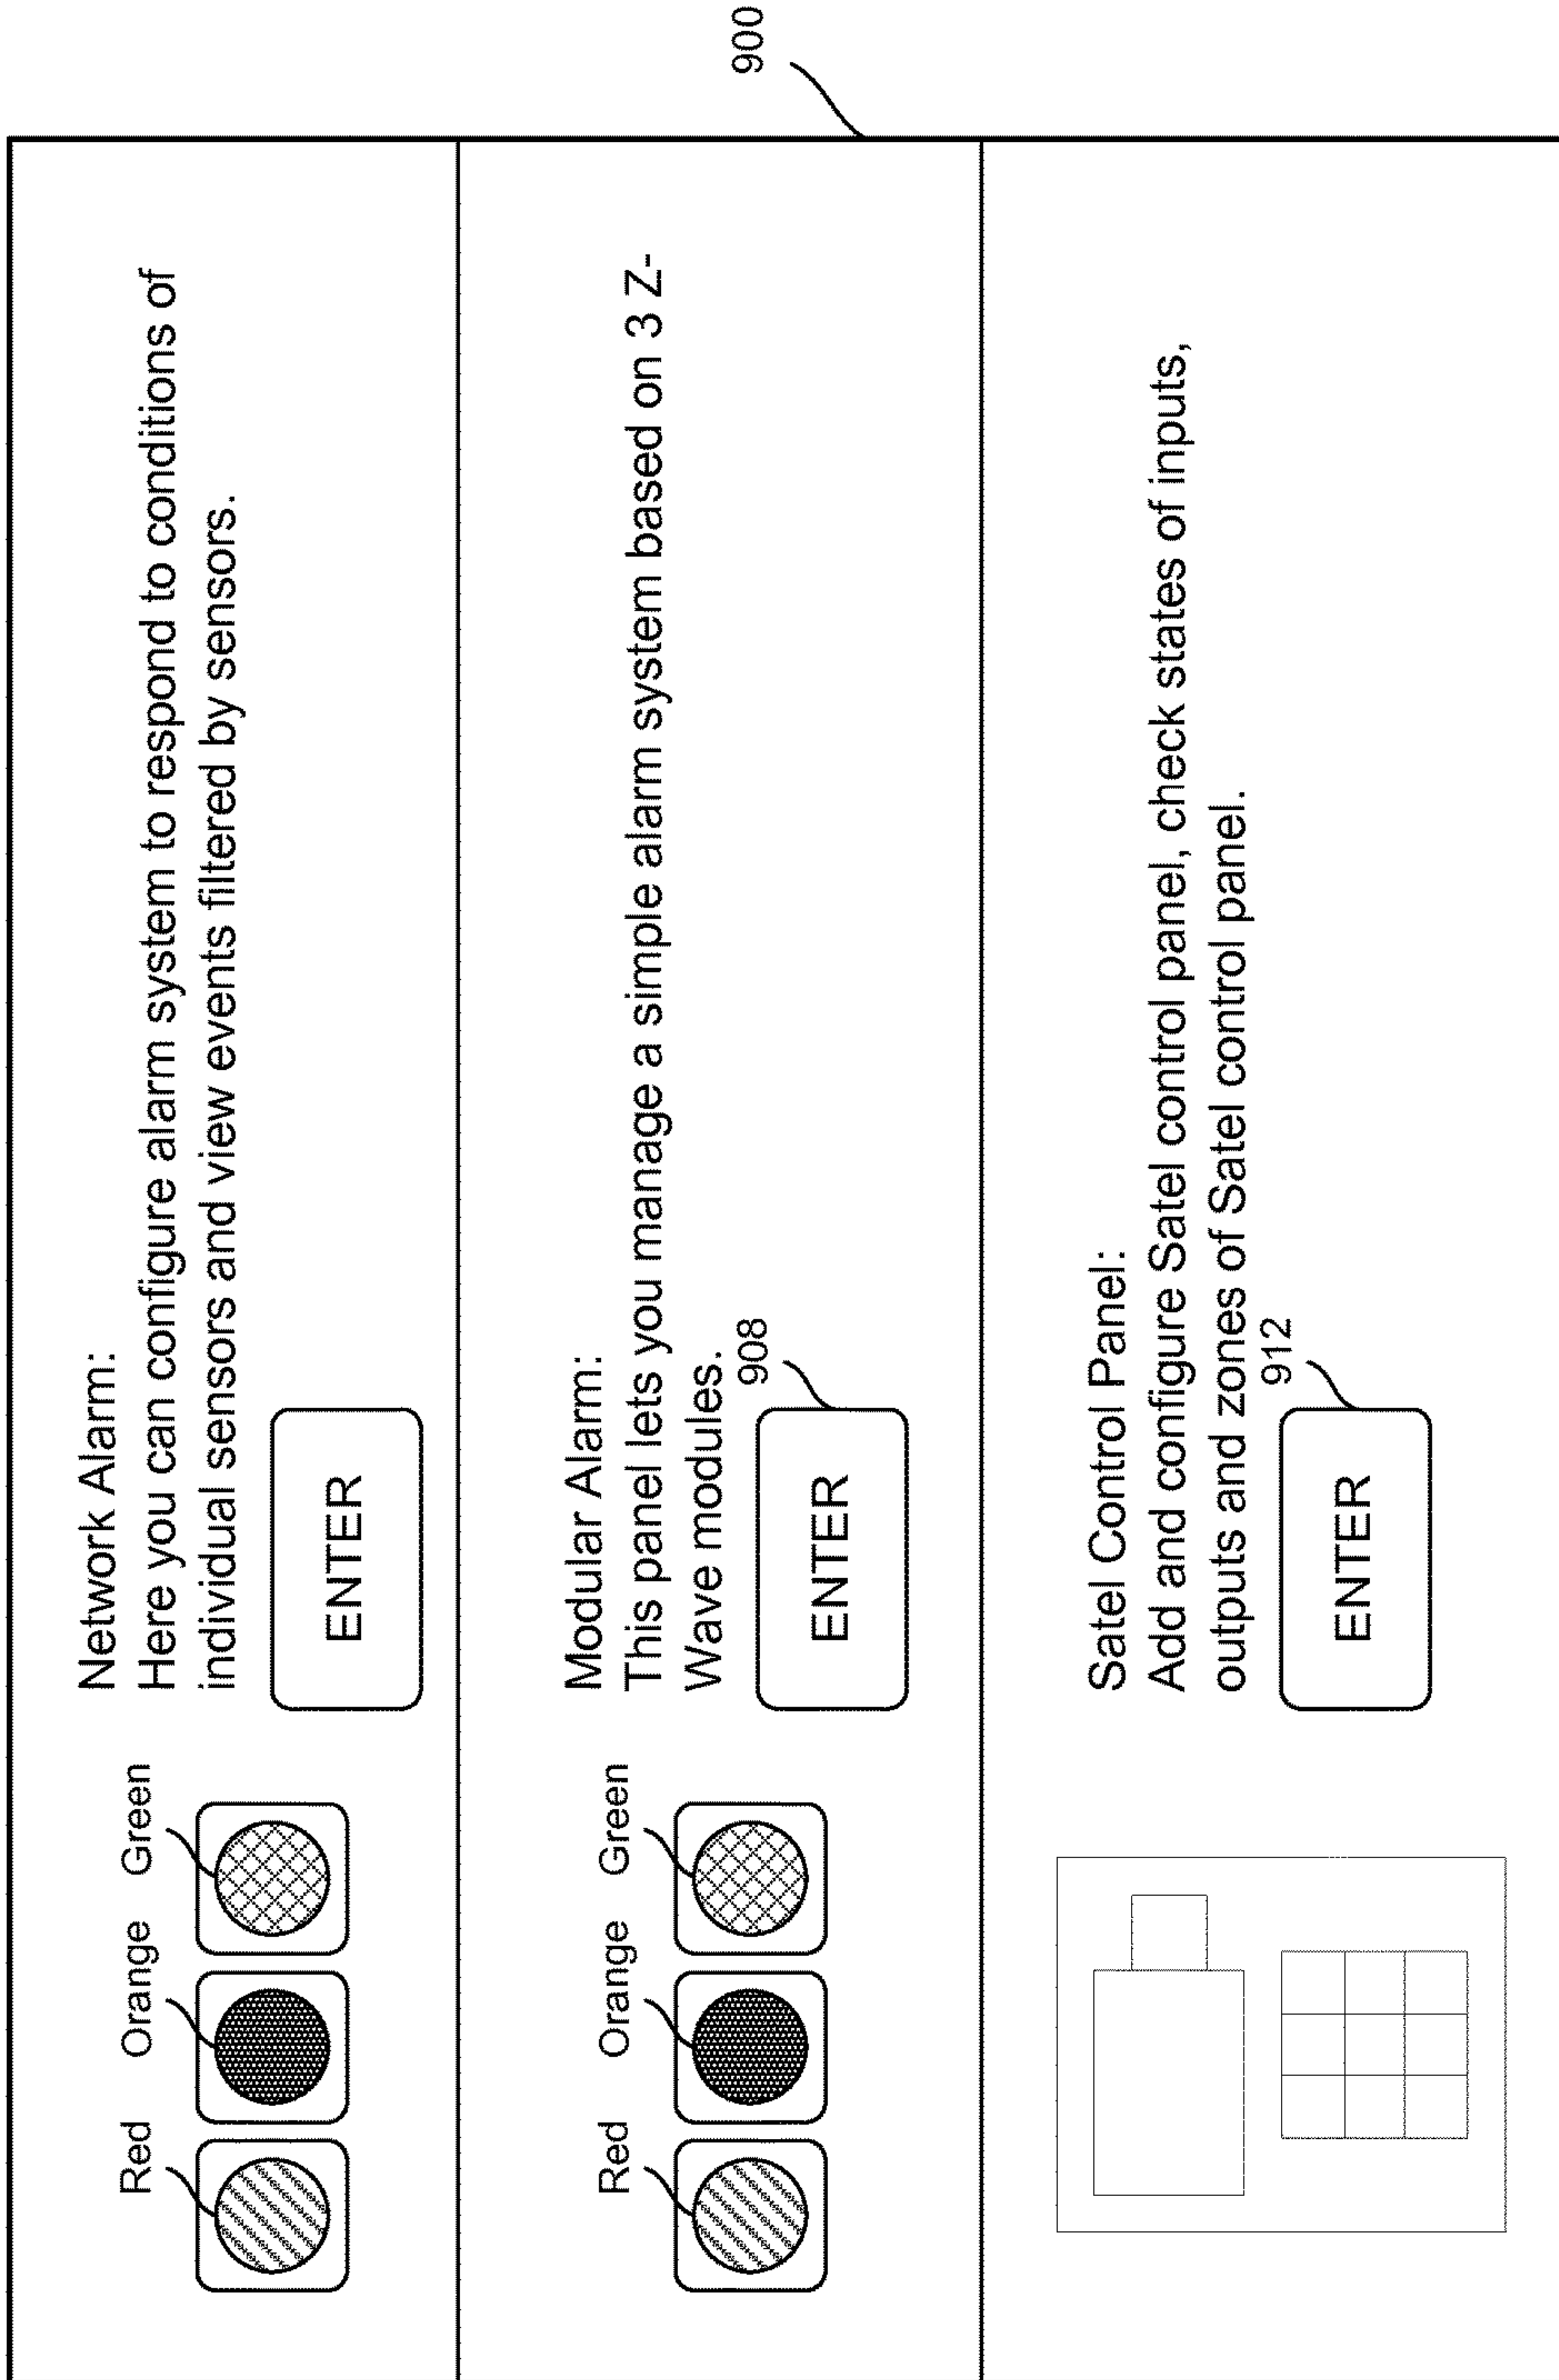 900
Network Alarm:
Here you can configure alarm system to respond to conditions of
individual sensors and view events filtered by sensors.
Red Orange Green
ENTER
Modular Alarm:
This panel lets you manage a simple alarm system based on 3 Z-
Wave modules.
908
Red Orange Green
ENTER
Satel Control Panel:
Add and configure Satel control panel, check states of inputs,
outputs and zones of Satel control panel.
912
ENTER